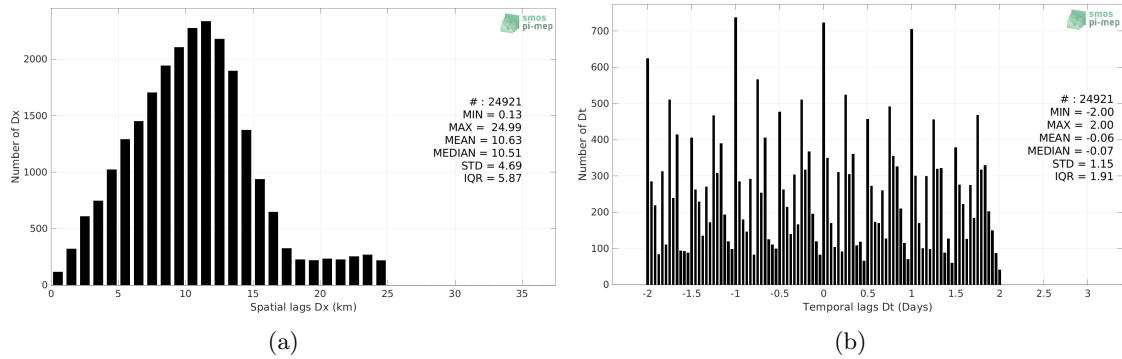 smos
pi-mep
2000
1500
1000
500
0
Number of Dx
# : 24921
MIN = 0.13
MAX = 24.99
MEAN = 10.63
MEDIAN = 10.51
STD = 4.69
IQR = 5.87
0 5 10 15 20 25 30 35
Spatial lags Dx (km)
(a)
smos
pi-mep
700
600
500
400
300
200
100
0
Number of Dt
# : 24921
MIN = -2.00
MAX = 2.00
MEAN = -0.06
MEDIAN = -0.07
STD = 1.15
IQR = 1.91
-2 -1.5 -1 -0.5 0 0.5 1 1.5 2 2.5 3
Temporal lags Dt (Days)
(b)